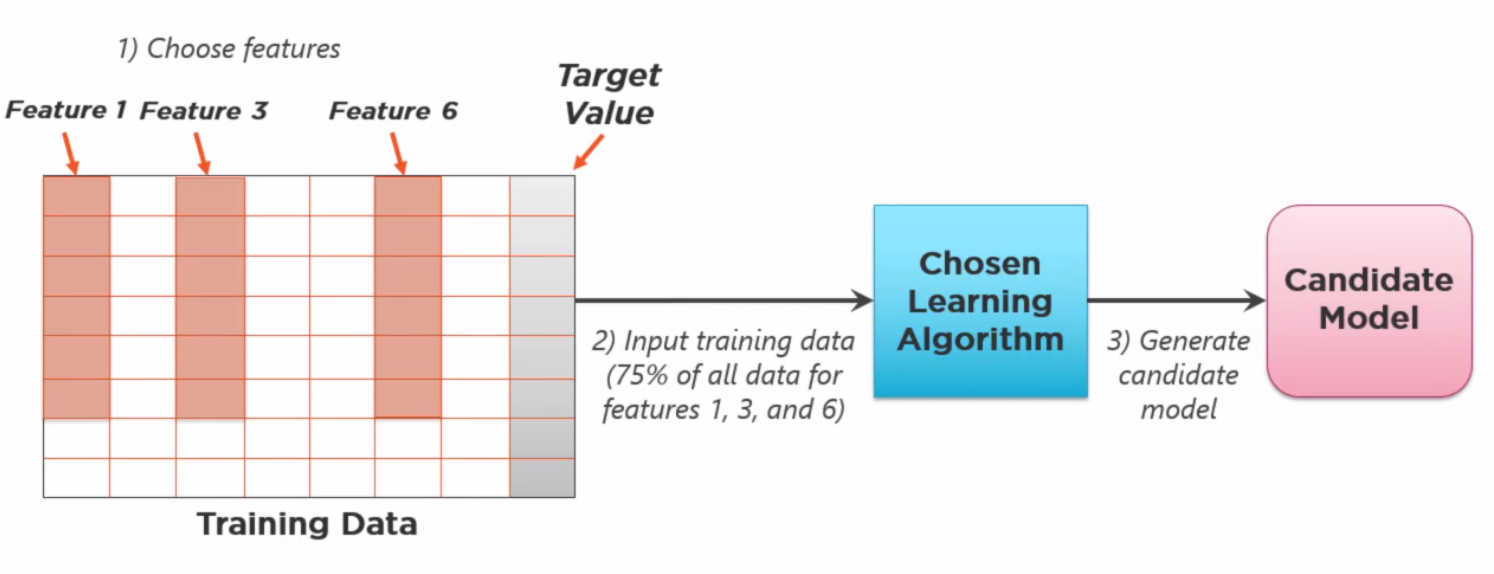 1) Choose features
Feature 1
Feature 3
Feature 6
Target
Value
Training Data
2) Input training data
(75% of all data for
features 1, 3, and 6)
Chosen
Learning
Algorithm
3) Generate
candidate
model
Candidate
Model